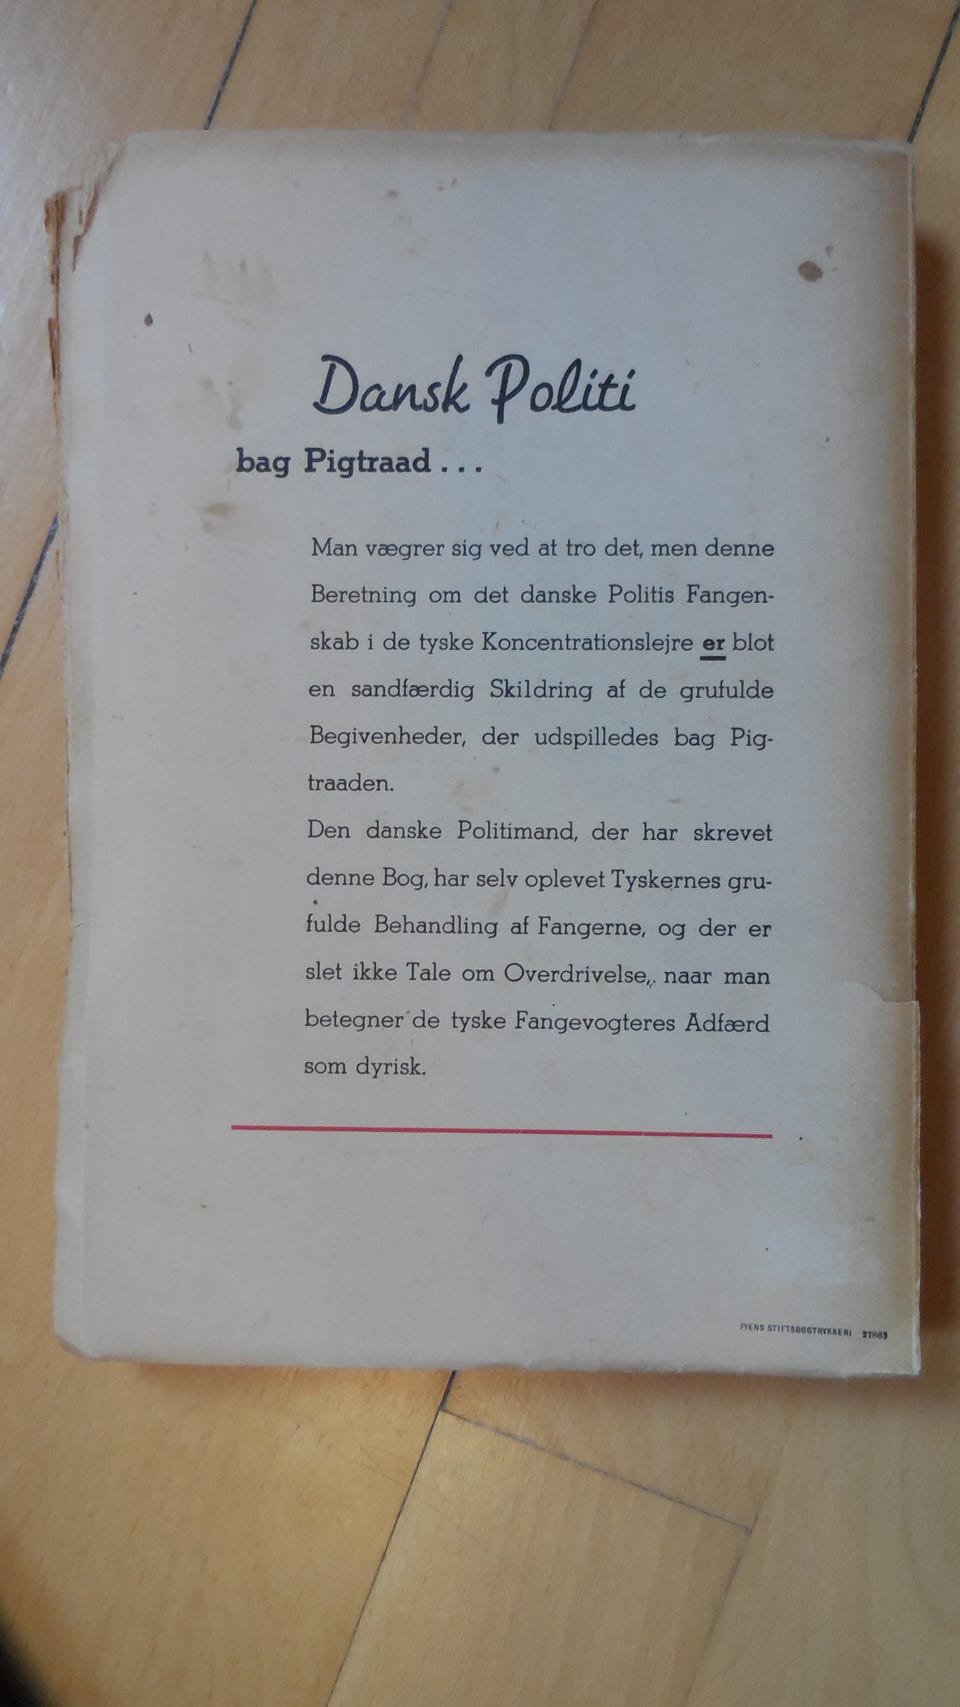 Dansk Politi
bag Pigtraad . . .
Man vægrer sig ved at tro det, men denne
Beretning om det danske Politis Fangen-
skab i de tyske Koncentrationslejre er blot
en sandfærdig Skildring af de grufulde
Begivenheder, der udspilledes bag Pig-
traaden.
Den danske Politimand, der har skrevet
denne Bog, har selv oplevet Tyskernes gru-
fulde Behandling af Fangerne, og der er
slet ikke Tale om Overdrivelse, naar man
betegner de tyske Fangevogteres Adfærd
som dyrisk.
FYENS STIFTSBOGTRYKKERI